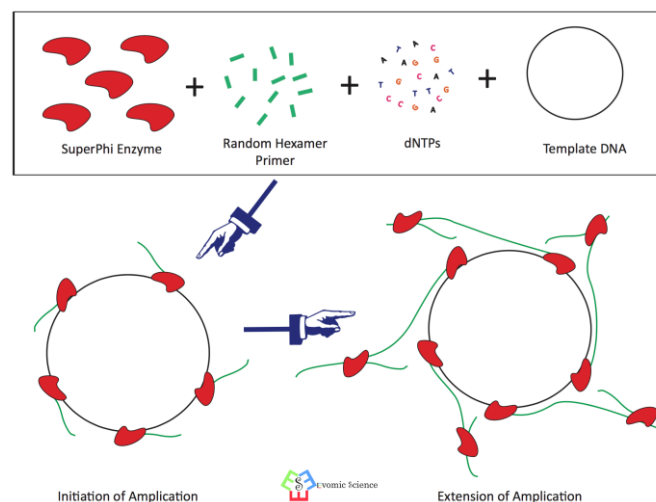 SuperPhi Enzyme
+
Random Hexamer
Primer
+
dNTPs
+
Template DNA
Initiation of Amplication
Evomic Science
Extension of Amplication